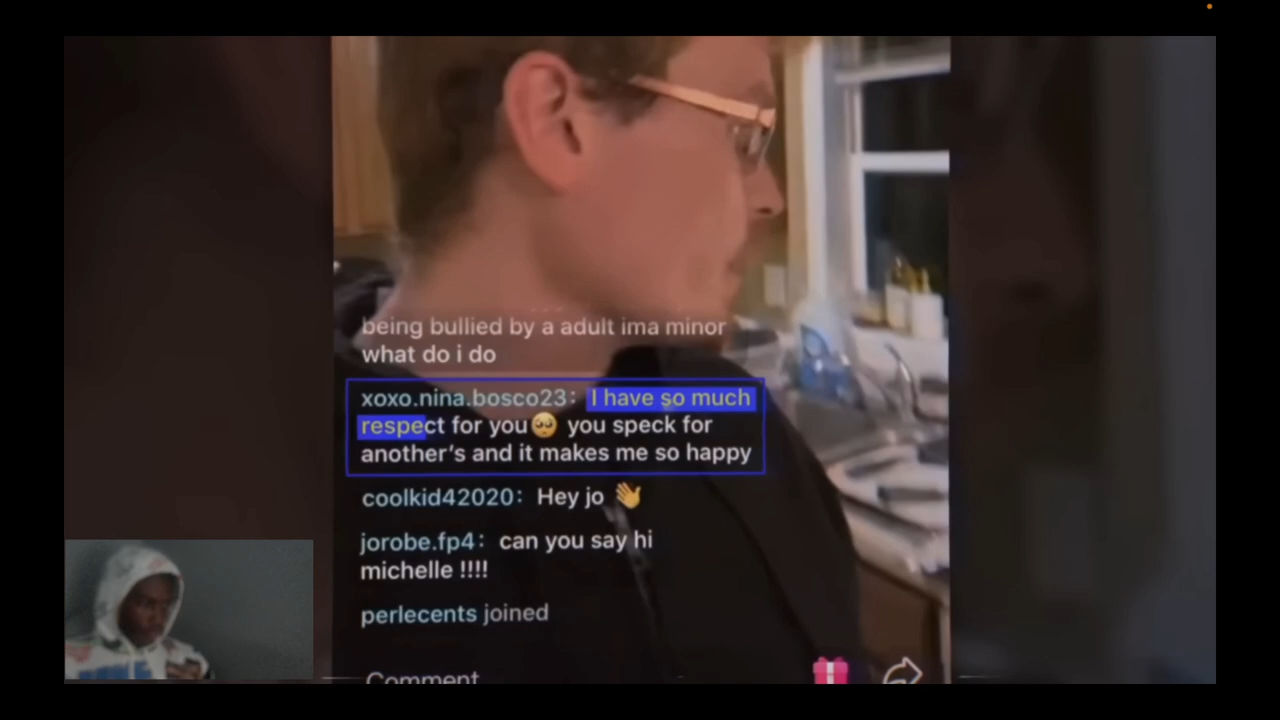 being bullied by a adult ima minor
what do i do
xoxo.nina.bosco23: I have so much
respect for you🥺 you speck for
another's and it makes me so happy
coolkid42020: Hey jo 👋
jorobe.fp4: can you say hi
michelle !!!!
perlecents joined
Comment